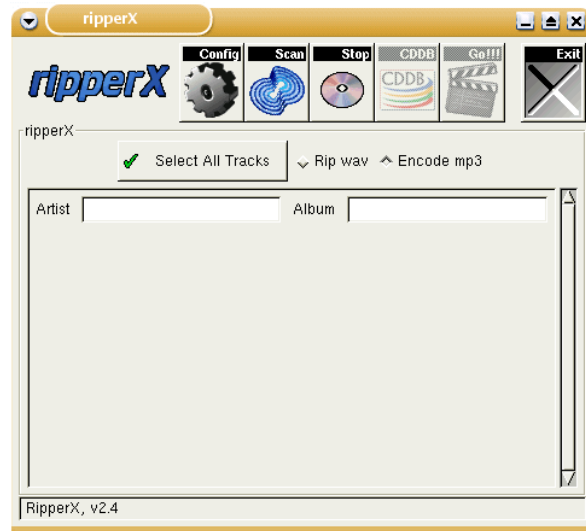 ripperX
ripperX
Config
Scan
Stop
CDDB
CDDB
Go!!!
Exit
ripperX
Select All Tracks
Rip wav
Encode mp3
Artist
Album
RipperX, v2.4